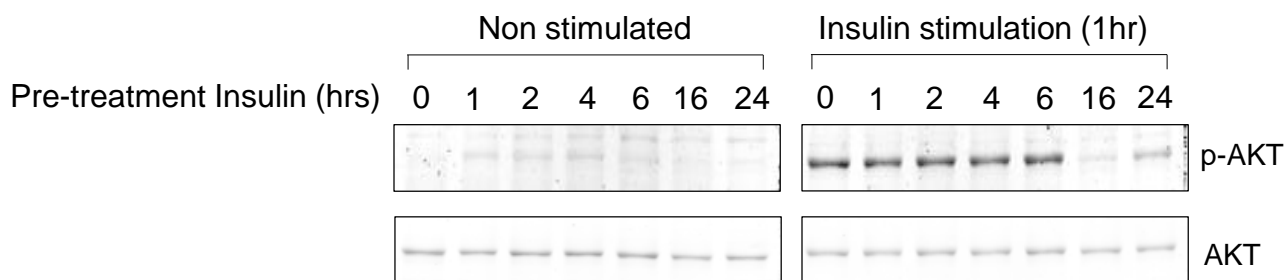 Non stimulated Insulin stimulation (1hr)
Pre-treatment Insulin (hrs) 0 1 2 4 6 16 24 0 1 2 4 6 16 24
p-AKT
AKT